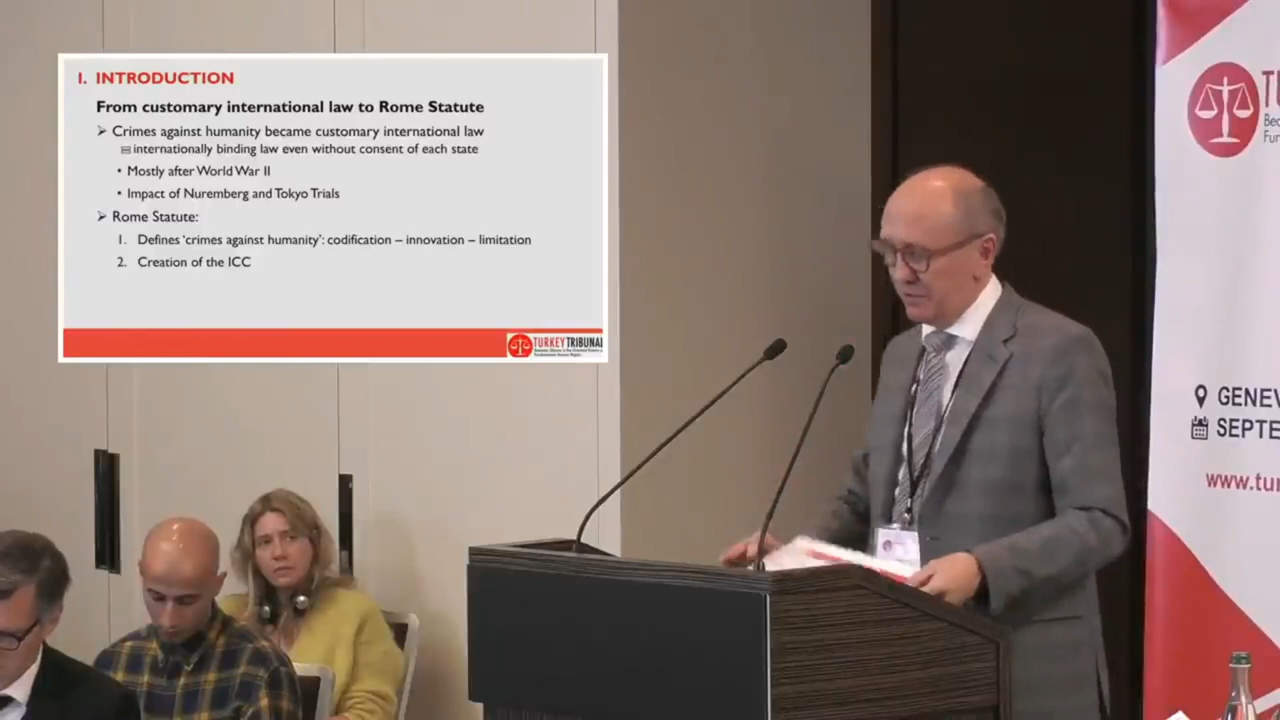 I. INTRODUCTION
From customary international law to Rome Statute
➤ Crimes against humanity became customary international law
= internationally binding law even without consent of each state
• Mostly after World War II
• Impact of Nuremberg and Tokyo Trials
➤ Rome Statute:
1. Defines ‘crimes against humanity’: codification – innovation – limitation
2. Creation of the ICC
TURKEY TRIBUNAL
GENEV
SEPTE
www.tur